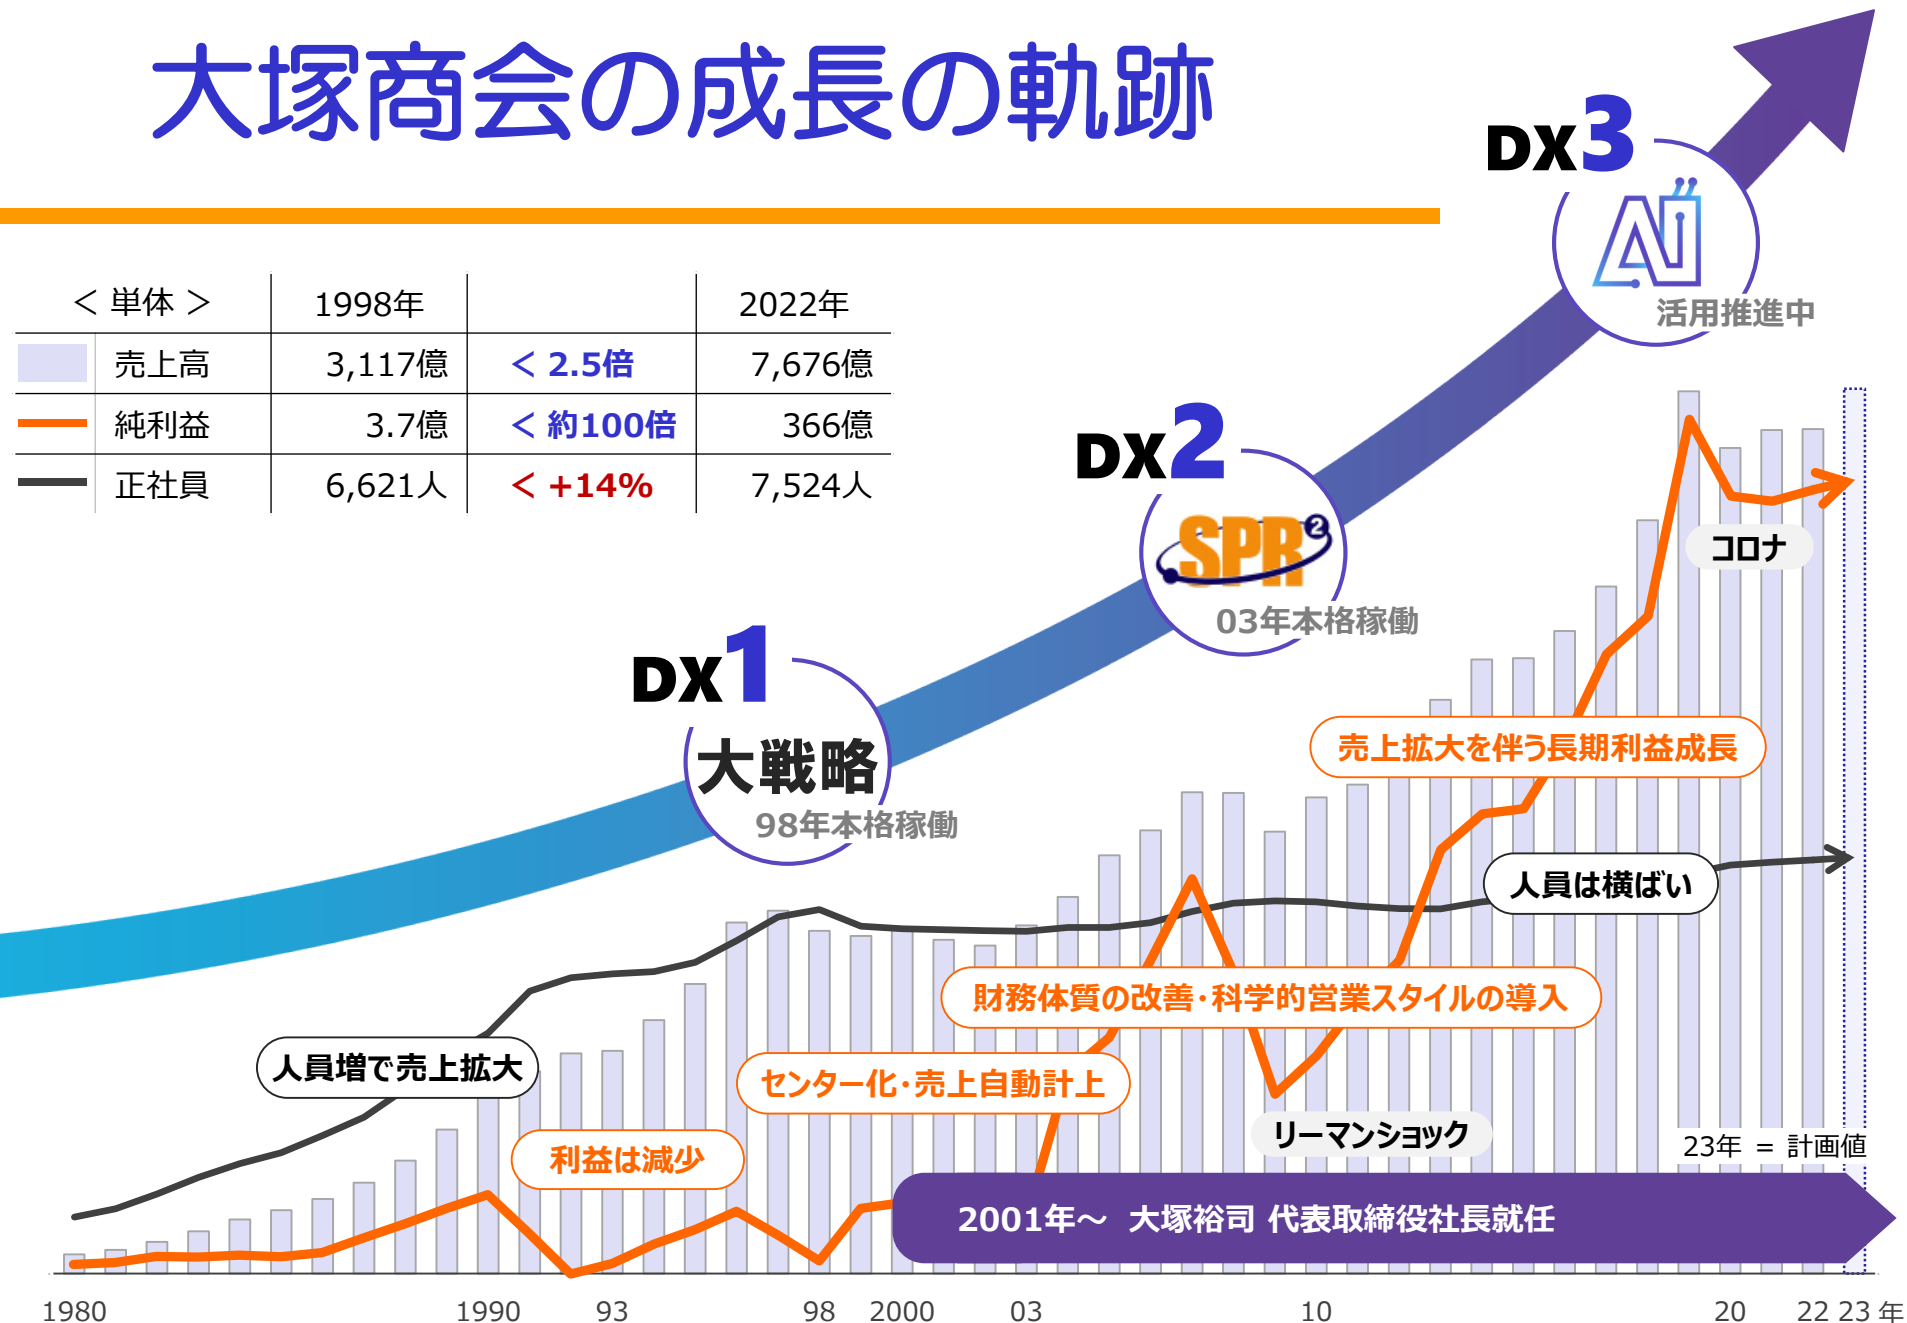 大塚商会の成長の軌跡
DX3
AI
活用推進中
＜ 単体 ＞ 1998年 2022年
売上高 3,117億 ＜ 2.5倍 7,676億
純利益 3.7億 ＜ 約100倍 366億
正社員 6,621人 ＜ +14% 7,524人
DX2
SPR2
03年本格稼働
DX1
大戦略
98年本格稼働
コロナ
売上拡大を伴う長期利益成長
人員は横ばい
財務体質の改善・科学的営業スタイルの導入
人員増で売上拡大
センター化・売上自動計上
利益は減少
リーマンショック
23年 = 計画値
2001年～ 大塚裕司 代表取締役社長就任
1980 1990 93 98 2000 03 10 20 22 23 年